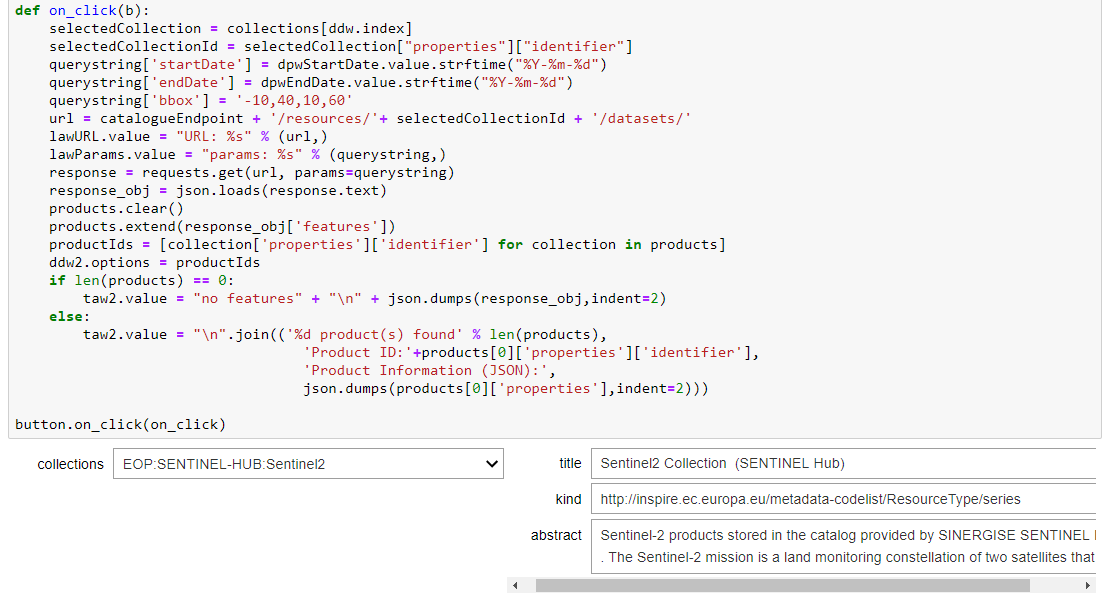 def on_click(b):
    selectedCollection = collections[ddw.index]
    selectedCollectionId = selectedCollection["properties"]["identifier"]
    querystring['startDate'] = dpwStartDate.value.strftime("%Y-%m-%d")
    querystring['endDate'] = dpwEndDate.value.strftime("%Y-%m-%d")
    querystring['bbox'] = '-10,40,10,60'
    url = catalogueEndpoint + '/resources/'+ selectedCollectionId + '/datasets/'
    lawURL.value = "URL: %s" % (url,)
    lawParams.value = "params: %s" % (querystring,)
    response = requests.get(url, params=querystring)
    response_obj = json.loads(response.text)
    products.clear()
    products.extend(response_obj['features'])
    productIds = [collection['properties']['identifier'] for collection in products]
    ddw2.options = productIds
    if len(products) == 0:
        taw2.value = "no features" + "\n" + json.dumps(response_obj,indent=2)
    else:
        taw2.value = "\n".join(('%d product(s) found' % len(products),
                                  'Product ID:'+products[0]['properties']['identifier'],
                                  'Product Information (JSON):',
                                  json.dumps(products[0]['properties'],indent=2)))
button.on_click(on_click)
collections EOP:SENTINEL-HUB:Sentinel2
title Sentinel2 Collection (SENTINEL Hub)
kind http://inspire.ec.europa.eu/metadata-codelist/ResourceType/series
abstract Sentinel-2 products stored in the catalog provided by SINERGISE SENTINEL
. The Sentinel-2 mission is a land monitoring constellation of two satellites that